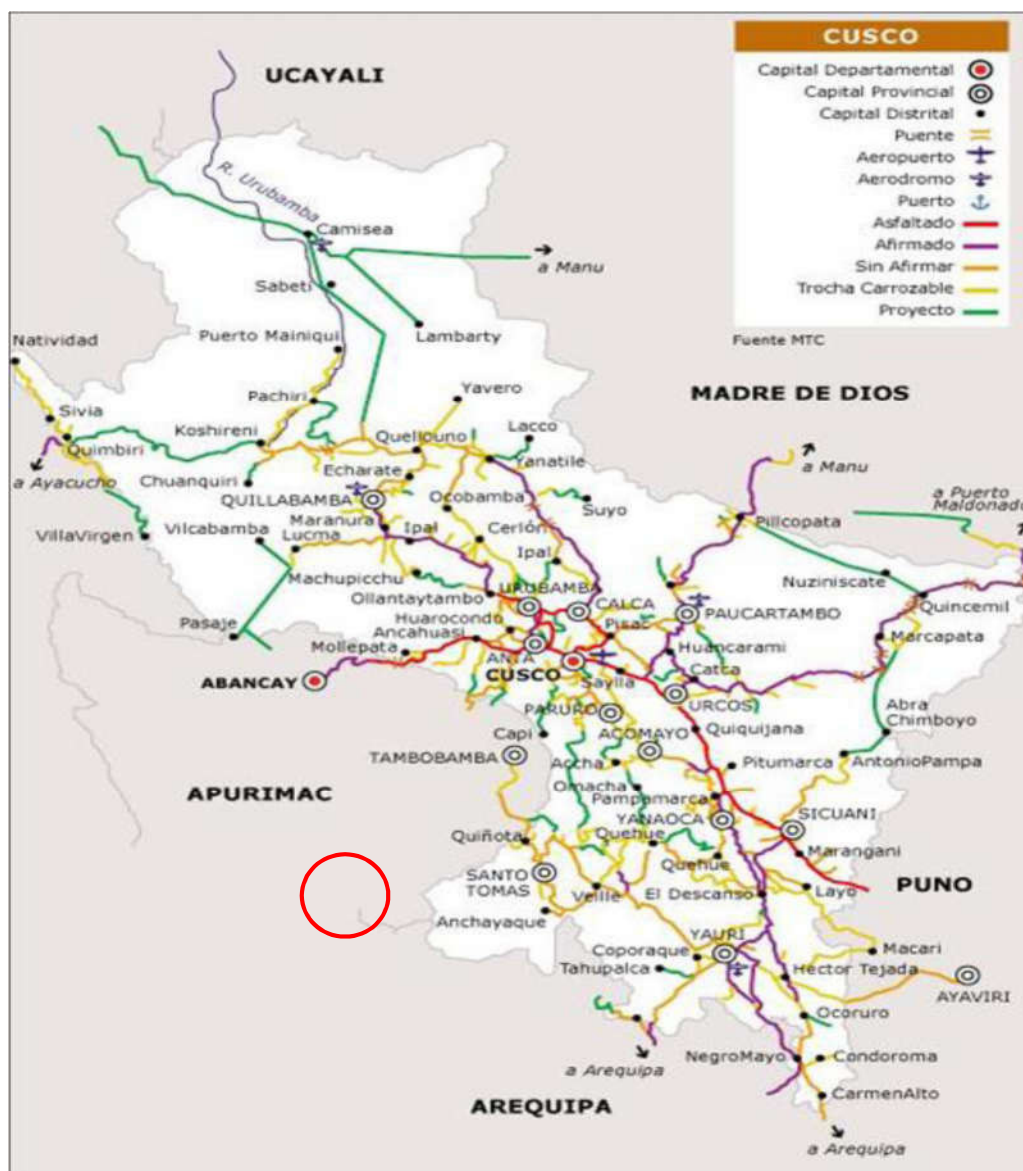 CUSCO
Capital Departamental
Capital Provincial
Capital Distrital
Puente
Aeropuerto
Aerodromo
Puerto
Asfaltado
Afirmado
Sin Afirmar
Trocha Carrozable
Proyecto
Fuente MTC
UCAYALI
R. Urubamba
Camisea
a Manu
Sabeti
Lambarty
Puerto Mainiqui
Natividad
MADRE DE DIOS
Yavero
Pachiri
Sivia
Lacco
Koshireni
Quellouno
Quimbiri
Yanatile
a Manu
Echarate
a Ayacucho
Chuanquiri
QUILLABAMBA
Ocobamba
Suyo
a Puerto
Maldonado
Pillcopata
Maranura
VillaVirgen
Vilcabamba
Lucma
Ipal
Cerlón
Ipal
Machupicchu
Nuziniscate
URUBAMBA
Ollantaytambo
CALCA
PAUCARTAMBO
Quincemil
Pasaje
Huarocondo
Ancahuasi
Pisac
Marcapata
Mollepata
ANTA
Huancarami
ABANCAY
CUSCO
Saylla
Catca
URCOS
PARURO
Abra
Chimboyo
Capi
ACOMAYO
Quiquijana
TAMBOBAMBA
Accha
Pitumarca
AntonioPampa
APURIMAC
Omacha
Pampamarca
SICUANI
YANAOCA
Quiñota
Quehue
Marangani
Quehue
SANTO
TOMAS
Velille
El Descanso
Layo
PUNO
Anchayaque
YAURI
Macari
Coporaque
Tahupalca
Hector Tejada
AYAVIRI
Ocoruro
NegroMayo
Condoroma
a Arequipa
CarmenAlto
AREQUIPA
a Arequipa